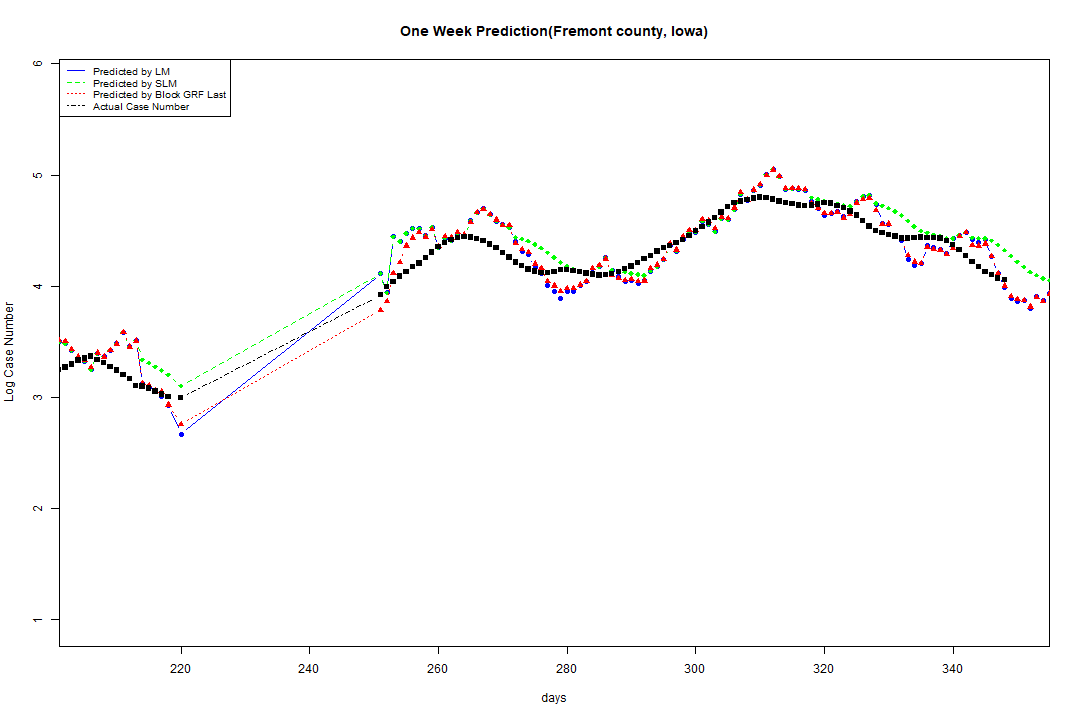 One Week Prediction(Fremont county, Iowa)
Predicted by LM
Predicted by SLM
Predicted by Block GRF Last
Actual Case Number
6
5
4
3
2
1
Log Case Number
220 240 260 280 300 320 340
days